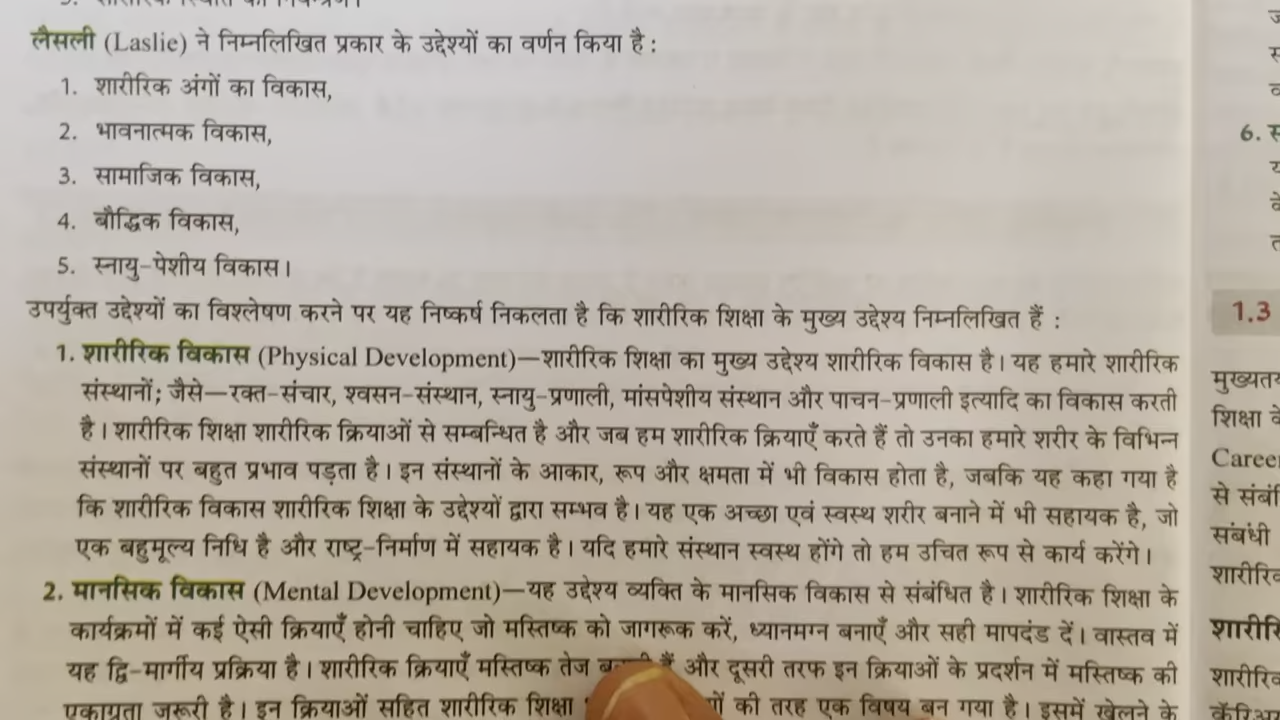 लैसली (Laslie) ने निम्नलिखित प्रकार के उद्देश्यों का वर्णन किया है :
1. शारीरिक अंगों का विकास,
2. भावनात्मक विकास,
3. सामाजिक विकास,
4. बौद्धिक विकास,
5. स्नायु-पेशीय विकास।
उपर्युक्त उद्देश्यों का विश्लेषण करने पर यह निष्कर्ष निकलता है कि शारीरिक शिक्षा के मुख्य उद्देश्य निम्नलिखित हैं :
1. शारीरिक विकास (Physical Development)—शारीरिक शिक्षा का मुख्य उद्देश्य शारीरिक विकास है। यह हमारे शारीरिक
संस्थानों; जैसे—रक्त-संचार, श्वसन-संस्थान, स्नायु-प्रणाली, मांसपेशीय संस्थान और पाचन-प्रणाली इत्यादि का विकास करती
है। शारीरिक शिक्षा शारीरिक क्रियाओं से सम्बन्धित है और जब हम शारीरिक क्रियाएँ करते हैं तो उनका हमारे शरीर के विभिन्न
संस्थानों पर बहुत प्रभाव पड़ता है। इन संस्थानों के आकार, रूप और क्षमता में भी विकास होता है, जबकि यह कहा गया है
कि शारीरिक विकास शारीरिक शिक्षा के उद्देश्यों द्वारा सम्भव है। यह एक अच्छा एवं स्वस्थ शरीर बनाने में भी सहायक है, जो
एक बहुमूल्य निधि है और राष्ट्र-निर्माण में सहायक है। यदि हमारे संस्थान स्वस्थ होंगे तो हम उचित रूप से कार्य करेंगे।
2. मानसिक विकास (Mental Development)—यह उद्देश्य व्यक्ति के मानसिक विकास से संबंधित है। शारीरिक शिक्षा के
कार्यक्रमों में कई ऐसी क्रियाएँ होनी चाहिए जो मस्तिष्क को जागरूक करें, ध्यानमग्न बनाएँ और सही मापदंड दें। वास्तव में
यह द्वि-मार्गीय प्रक्रिया है। शारीरिक क्रियाएँ मस्तिष्क तेज और दूसरी तरफ इन क्रियाओं के प्रदर्शन में मस्तिष्क की
एकाग्रता जरूरी है। इन क्रियाओं सहित शारीरिक शिक्षा की तरह एक विषय बन गया है। इसमें खेलने के
6.
1.3
शिक्षा
संबंधी